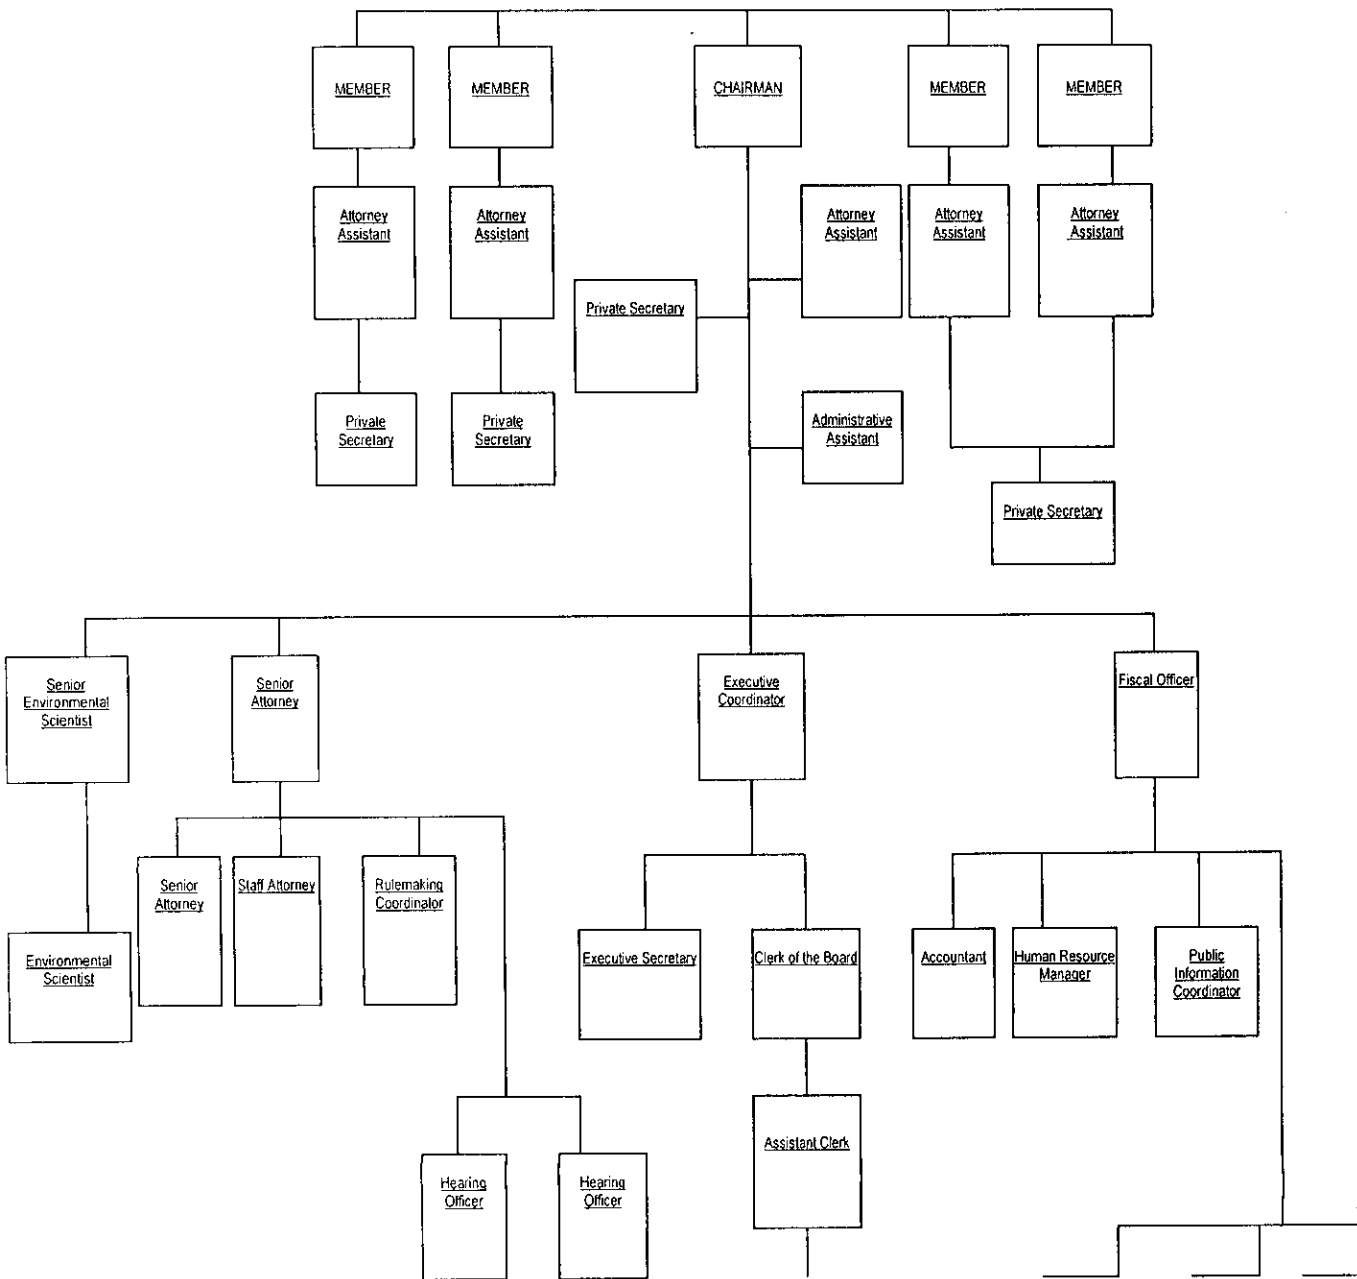 MEMBER
MEMBER
CHAIRMAN
MEMBER
MEMBER
Attorney
Assistant
Attorney
Assistant
Attorney
Assistant
Attorney
Assistant
Attorney
Assistant
Private Secretary
Private
Secretary
Private
Secretary
Administrative
Assistant
Private Secretary
Senior
Environmental
Scientist
Senior
Attorney
Executive
Coordinator
Fiscal Officer
Senior
Attorney
Staff Attorney
Rulemaking
Coordinator
Environmental
Scientist
Executive Secretary
Clerk of the Board
Accountant
Human Resource
Manager
Public
Information
Coordinator
Assistant Clerk
Hearing
Officer
Hearing
Officer